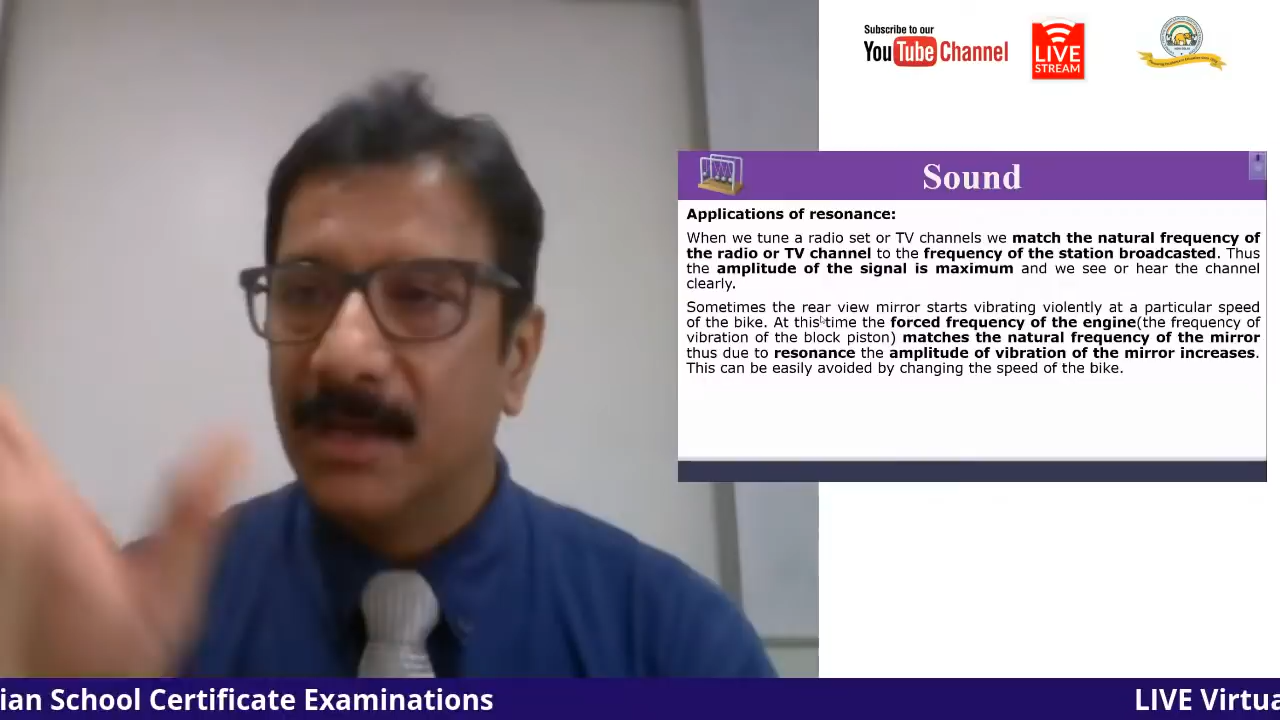 Subscribe to our
YouTube Channel
LIVE
STREAM
Sound
Applications of resonance:
When we tune a radio set or TV channels we match the natural frequency of
the radio or TV channel to the frequency of the station broadcasted. Thus
the amplitude of the signal is maximum and we see or hear the channel
clearly.
Sometimes the rear view mirror starts vibrating violently at a particular speed
of the bike. At this time the forced frequency of the engine(the frequency of
vibration of the block piston) matches the natural frequency of the mirror
thus due to resonance the amplitude of vibration of the mirror increases.
This can be easily avoided by changing the speed of the bike.
ian School Certificate Examinations
LIVE Virtua